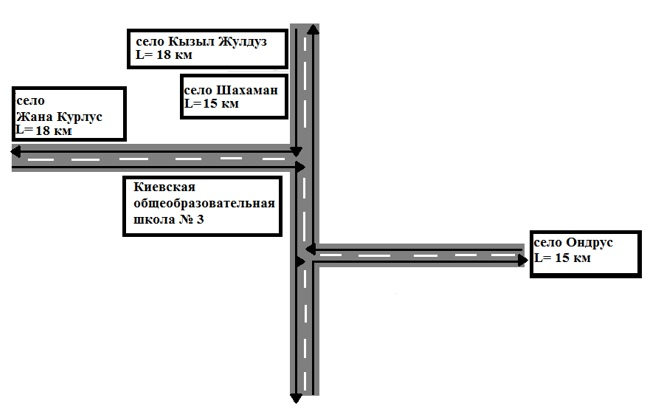 село Кызыл Жулдуз
L= 18 км
село Шахаман
L=15 км
село
Жана Курлус
L= 18 км
Киевская
общеобразовательная
школа № 3
село Ондрус
L= 15 км